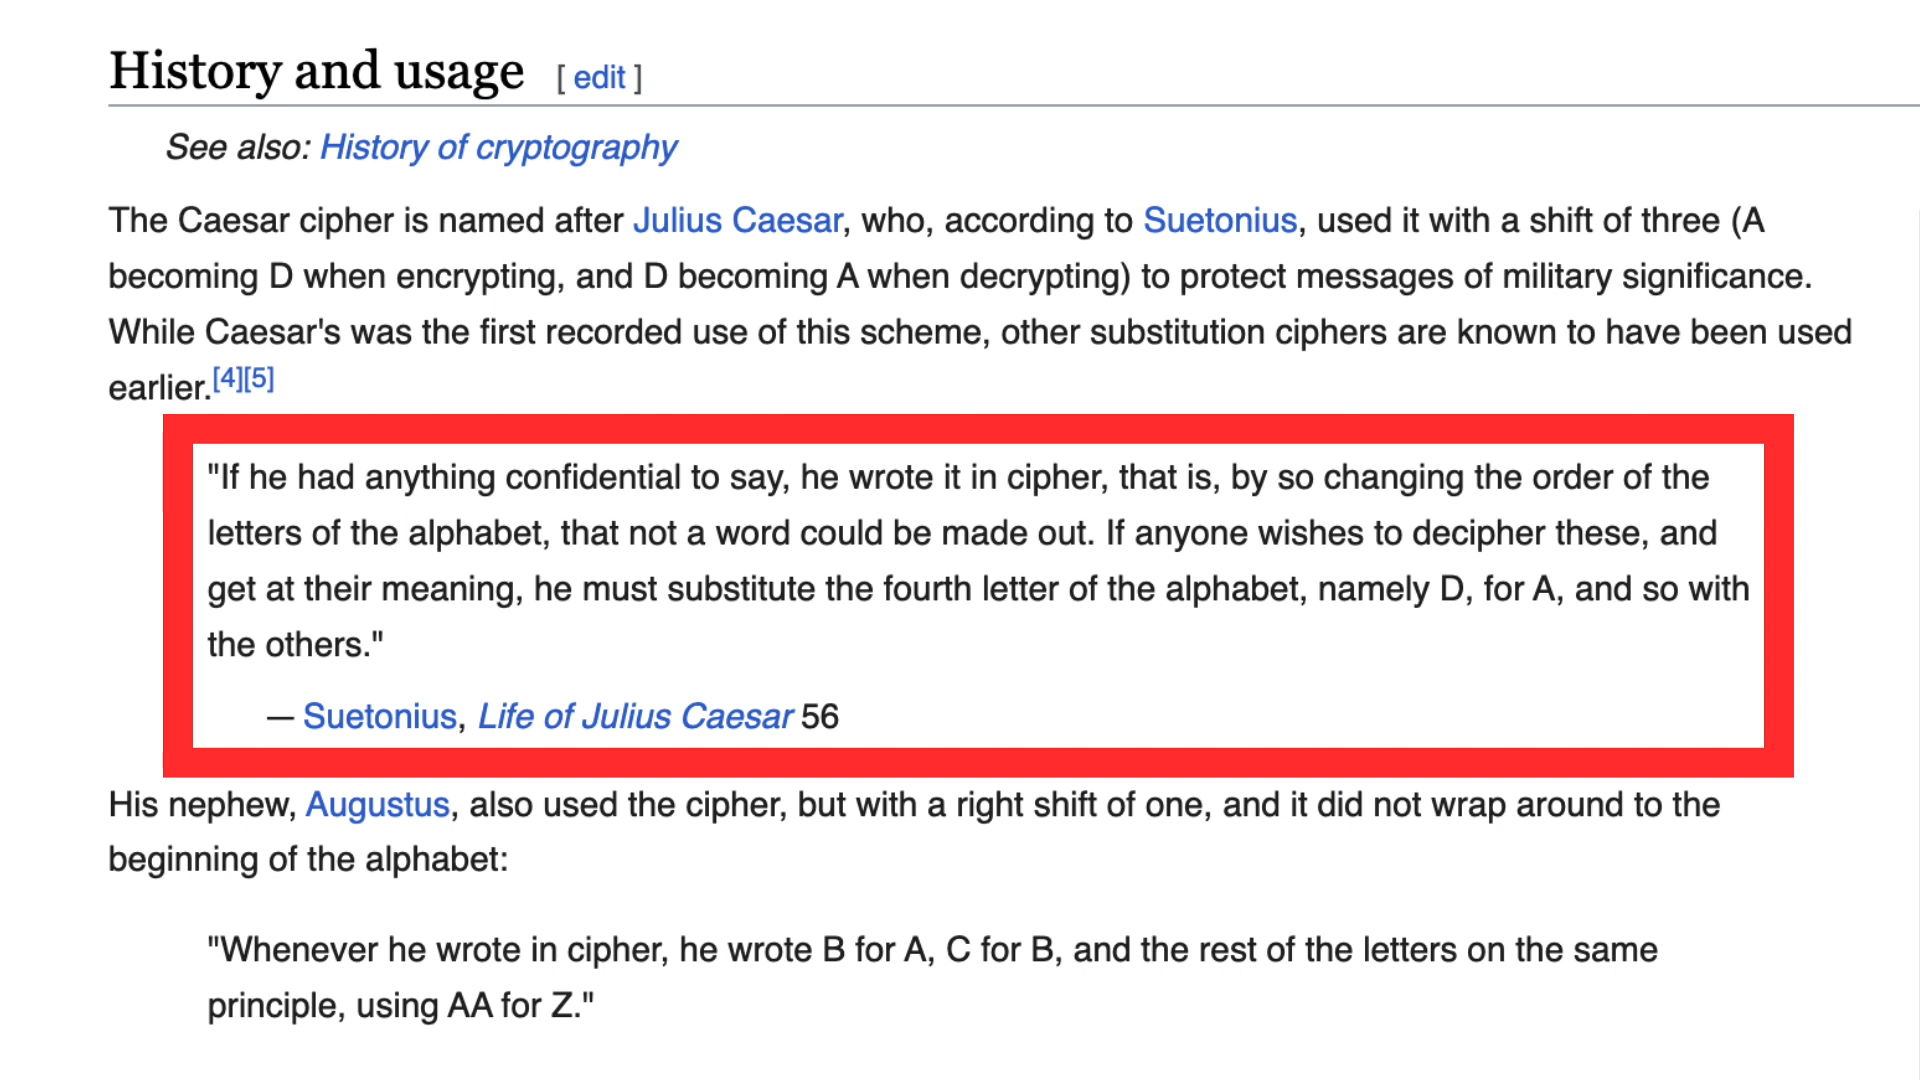 History and usage [ edit ]
See also: History of cryptography
The Caesar cipher is named after Julius Caesar, who, according to Suetonius, used it with a shift of three (A
becoming D when encrypting, and D becoming A when decrypting) to protect messages of military significance.
While Caesar's was the first recorded use of this scheme, other substitution ciphers are known to have been used
earlier.[4][5]
"If he had anything confidential to say, he wrote it in cipher, that is, by so changing the order of the
letters of the alphabet, that not a word could be made out. If anyone wishes to decipher these, and
get at their meaning, he must substitute the fourth letter of the alphabet, namely D, for A, and so with
the others."
— Suetonius, Life of Julius Caesar 56
His nephew, Augustus, also used the cipher, but with a right shift of one, and it did not wrap around to the
beginning of the alphabet:
"Whenever he wrote in cipher, he wrote B for A, C for B, and the rest of the letters on the same
principle, using AA for Z."